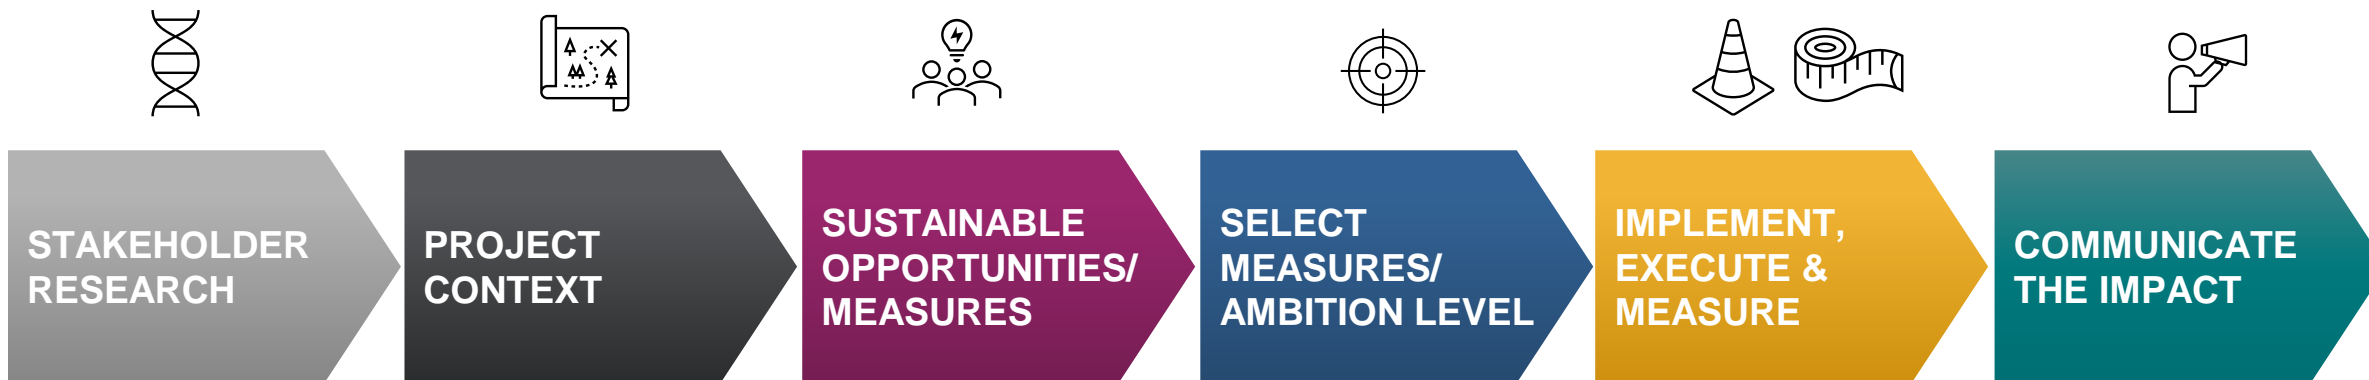 STAKEHOLDER
RESEARCH
PROJECT
CONTEXT
SUSTAINABLE
OPPORTUNITIES/
MEASURES
SELECT
MEASURES/
AMBITION LEVEL
IMPLEMENT,
EXECUTE &
MEASURE
COMMUNICATE
THE IMPACT